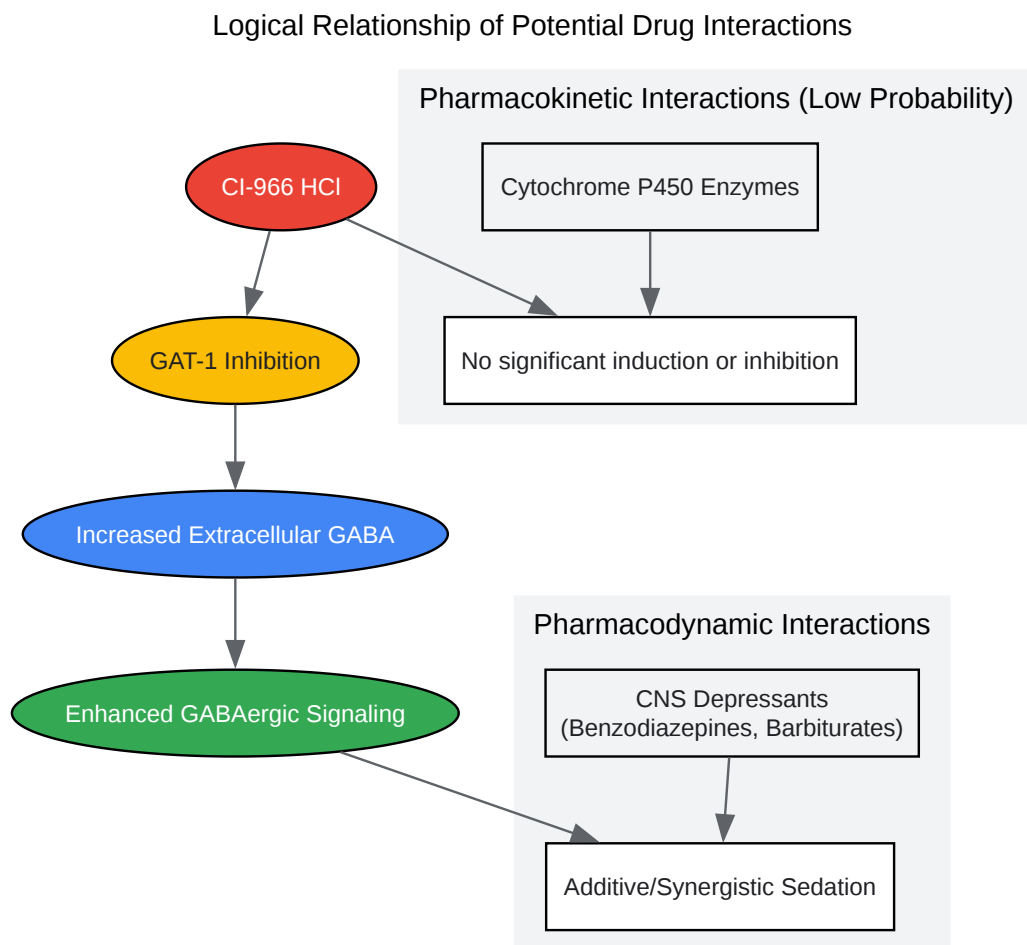 Logical Relationship of Potential Drug Interactions
Pharmacokinetic Interactions (Low Probability)
CI-966 HCl
Cytochrome P450 Enzymes
GAT-1 Inhibition
No significant induction or inhibition
Increased Extracellular GABA
Pharmacodynamic Interactions
Enhanced GABAergic Signaling
CNS Depressants
(Benzodiazepines, Barbiturates)
Additive/Synergistic Sedation